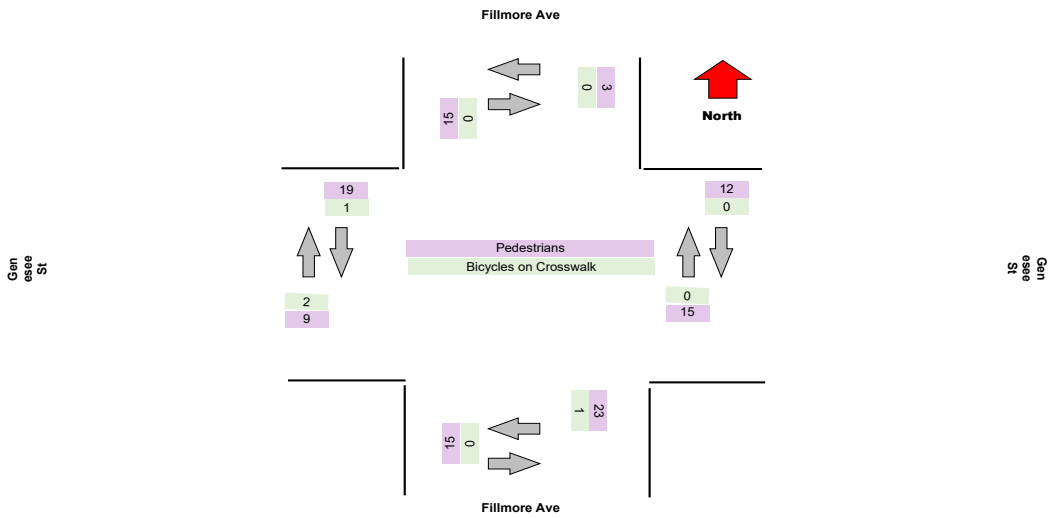 Fillmore Ave
0
3
15
0
North
19
1
12
0
Gen
esee
St
Pedestrians
Bicycles on Crosswalk
Gen
esee
St
2
9
0
15
1
23
15
0
Fillmore Ave